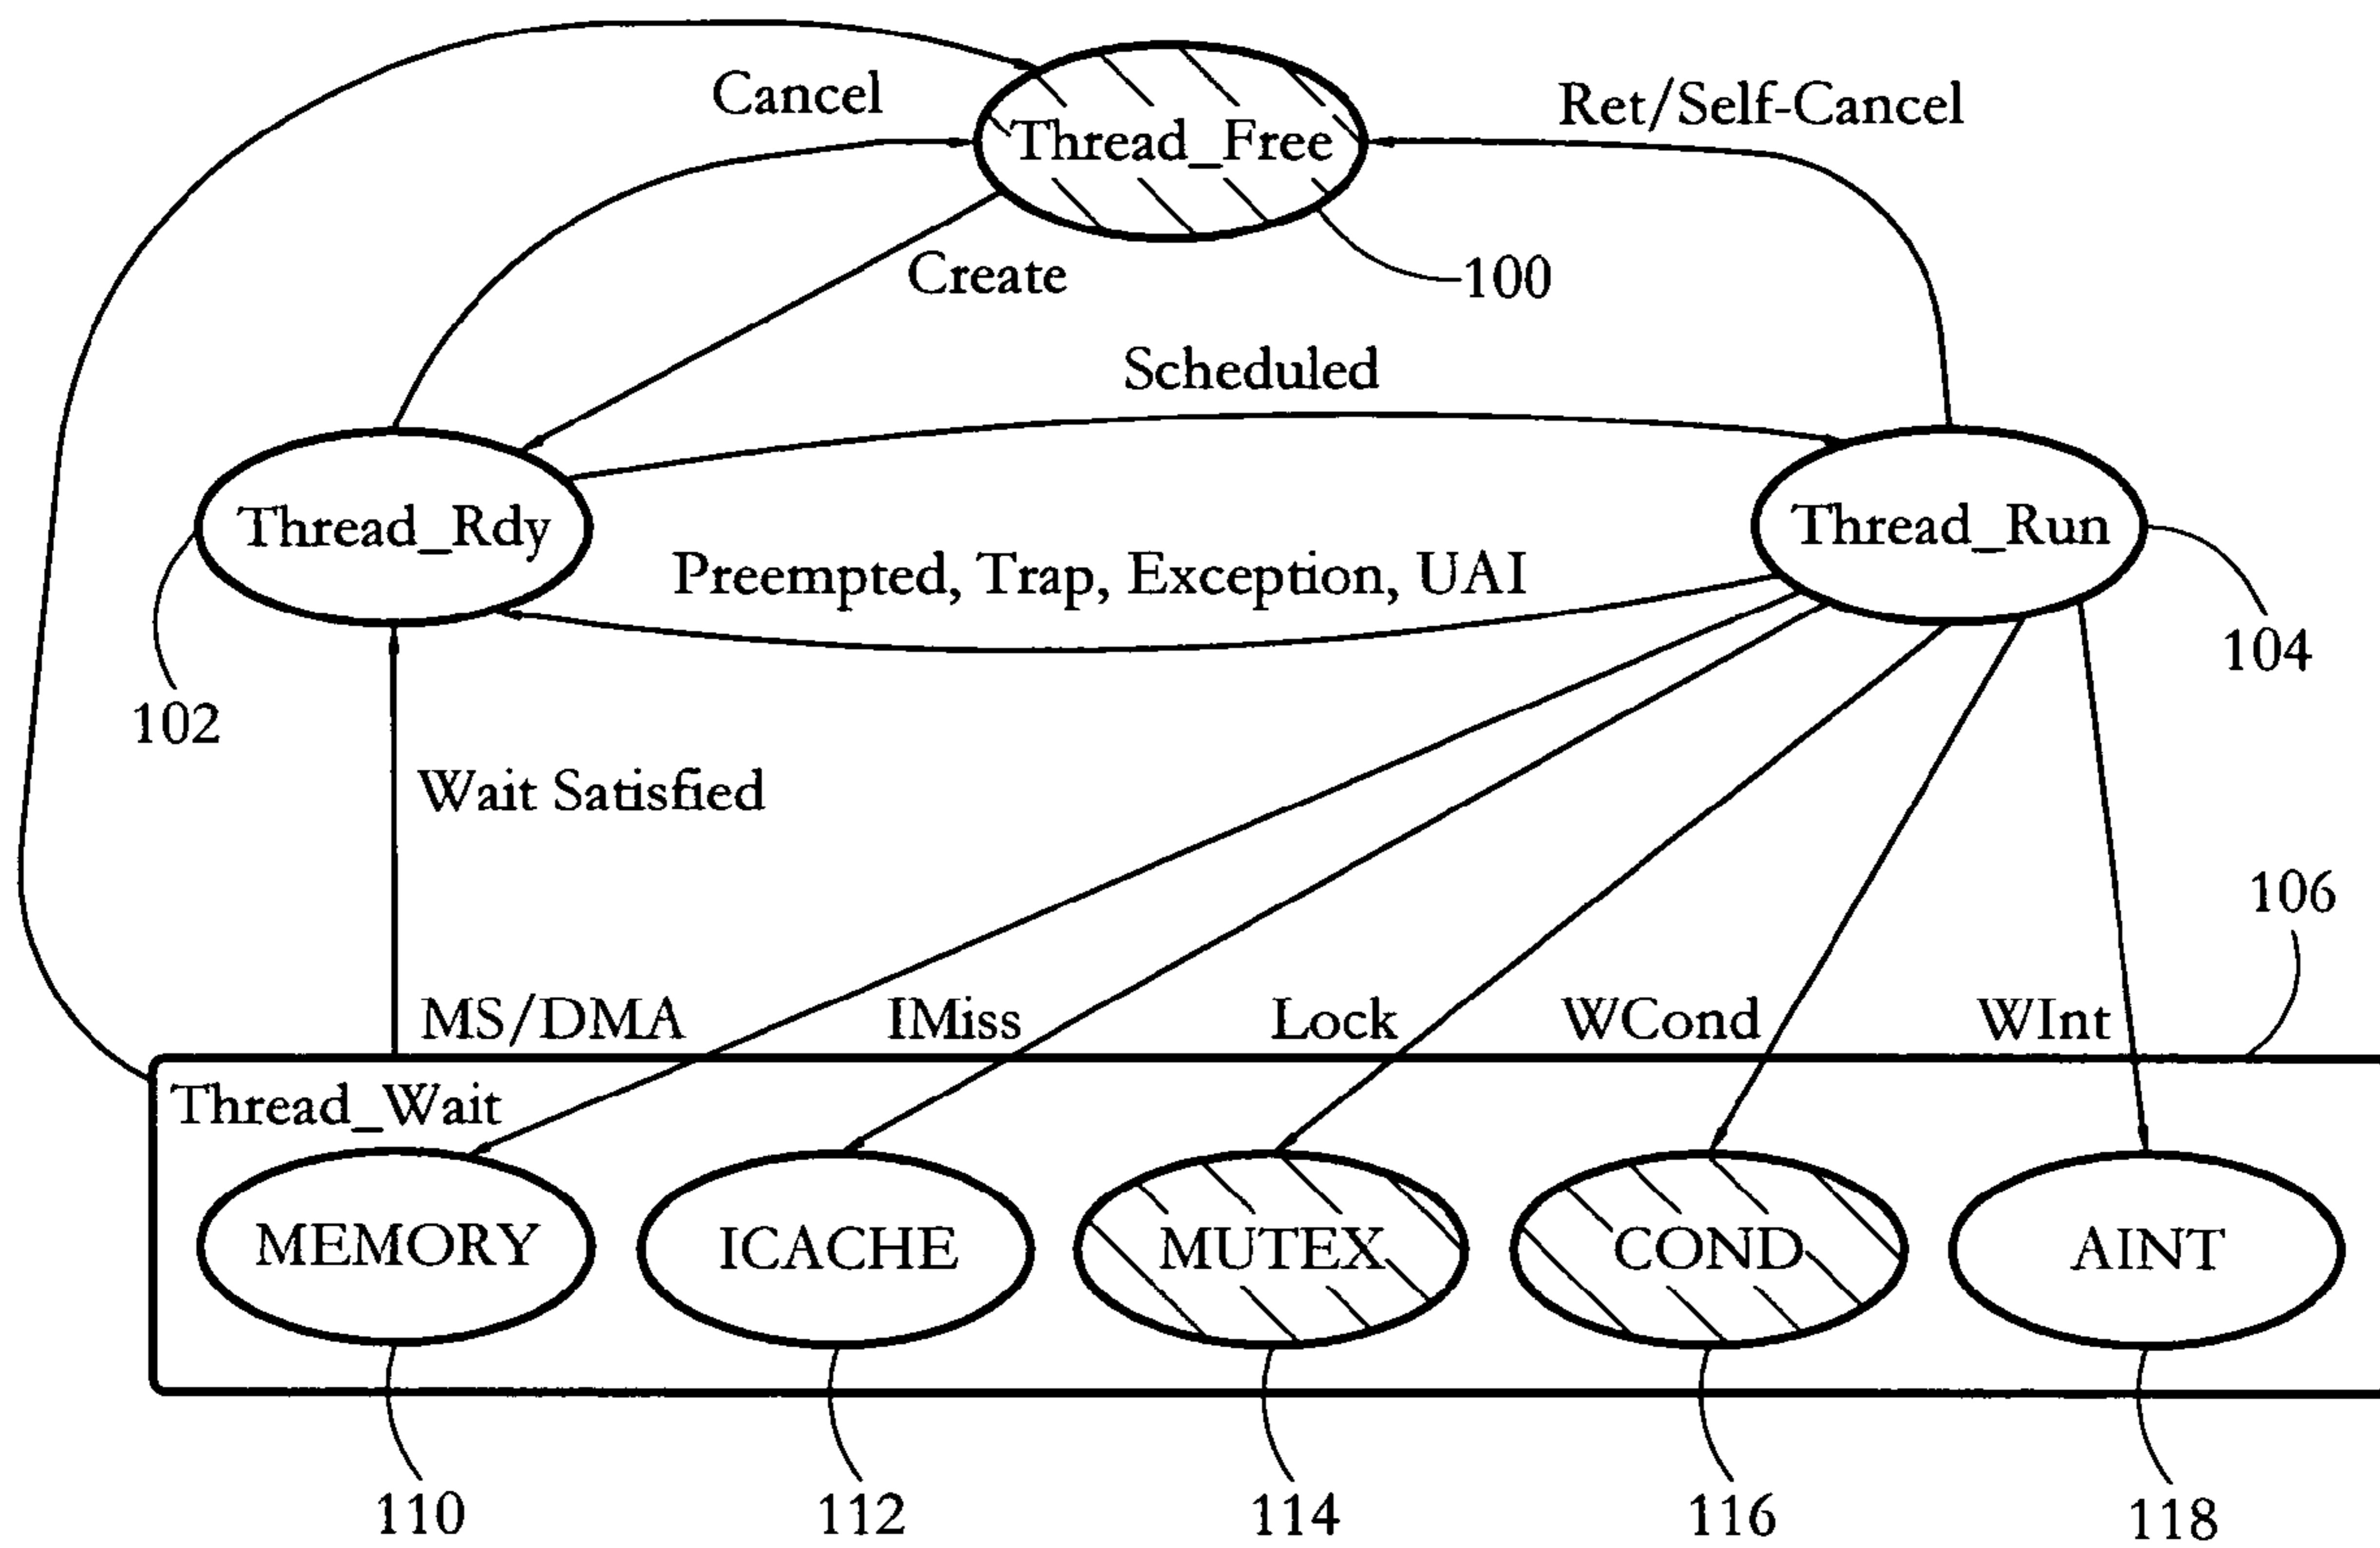 Cancel
Ret/Self-Cancel
Thread_Free
Create
100
Scheduled
Thread_Rdy
Thread_Run
Preempted, Trap, Exception, UAI
104
102
Wait Satisfied
106
MS/DMA
IMiss
Lock
WCond
WInt
Thread_Wait
MEMORY
ICACHE
MUTEX
COND
AINT
110
112
114
116
118